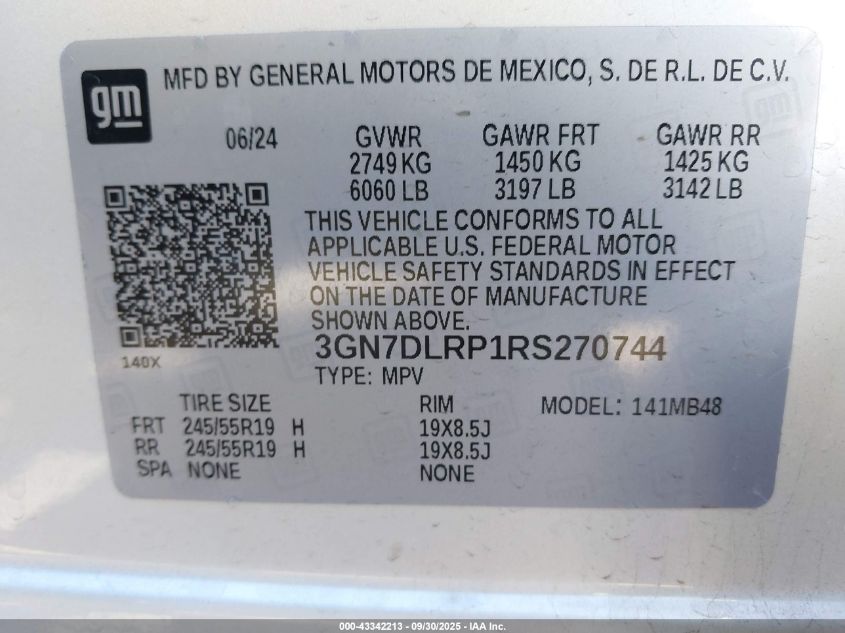 gm
MFD BY GENERAL MOTORS DE MEXICO, S. DE R.L. DE C.V.
06/24 GVWR GAWR FRT GAWR RR
2749 KG 1450 KG 1425 KG
6060 LB 3197 LB 3142 LB
THIS VEHICLE CONFORMS TO ALL
APPLICABLE U.S. FEDERAL MOTOR
VEHICLE SAFETY STANDARDS IN EFFECT
ON THE DATE OF MANUFACTURE
SHOWN ABOVE.
140X
3GN7DLRP1RS270744
TYPE: MPV
TIRE SIZE RIM MODEL: 141MB48
FRT 245/55R19 H 19X8.5J
RR 245/55R19 H 19X8.5J
SPA NONE NONE
000-43342213 - 09/30/2025 - IAA Inc.